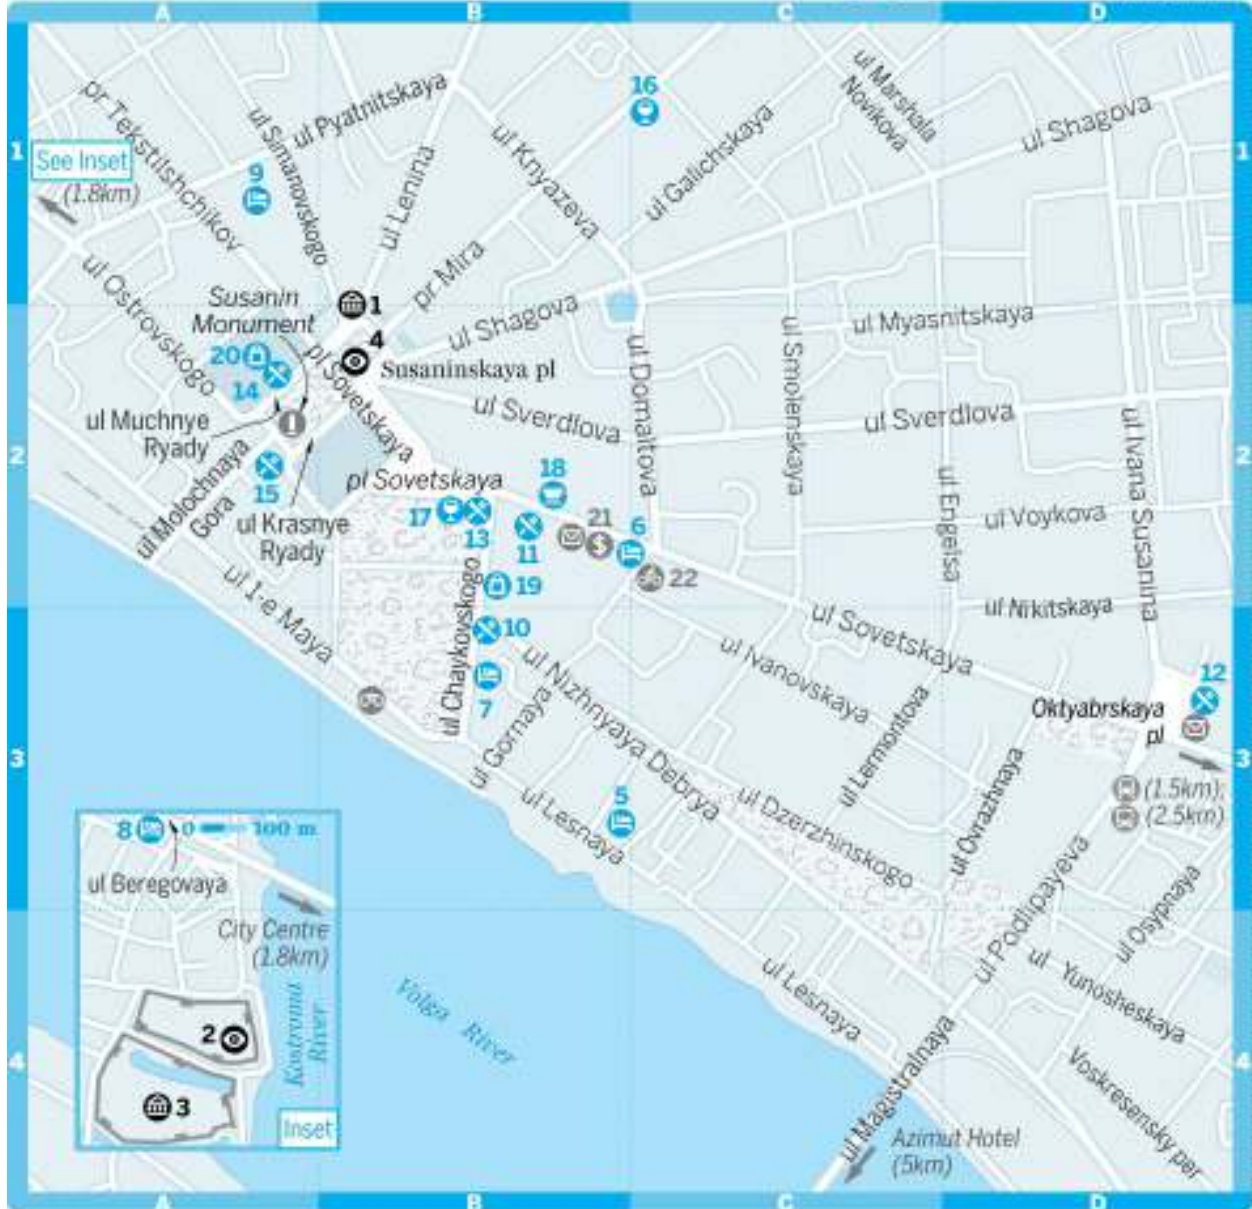 A
B
C
D
1
See Inset
(1.8km)
pr Tekstilshchikov
ul Simanovskogo
ul Pyatnitskaya
9
ul Lenina
ul Knyazeva
16
ul Galichskaya
ul Marshala
Novikova
ul Shagova
1
pr Mira
ul Ostrovskogo
Susanin
Monument
1
4
20
14
pl Sovetskaya
Susaninskaya pl
ul Shagova
ul Domaitova
ul Smolenskaya
ul Myasnitskaya
ul Sverdlova
ul Sverdlova
ul Ivana Susanina
ul Muchnye
Ryady
2
15
ul Molochnaya
Gora
ul Krasnye
Ryady
pl Sovetskaya
17
13
18
11
21
6
22
19
ul Engelsa
ul Voykova
2
ul 1-e Maya
ul Chaykovskogo
10
7
ul Nizhnyaya Debrya
ul Gornaya
ul Ivanovskaya
ul Sovetskaya
ul Nikitskaya
12
Oktyabrskaya
pl
3
5
ul Lesnaya
ul Dzerzhinskogo
ul Lermontova
ul Ovrazhnaya
(1.5km);
(2.5km)
3
8
0
100 m
ul Beregovaya
City Centre
(1.8km)
Kostroma
River
2
3
Inset
Volga River
ul Lesnaya
ul Podlipayeva
ul Osypnaya
ul Yunosheskaya
4
4
ul Magistralnaya
Voskresensky per
Azimut Hotel
(5km)
A
B
C
D